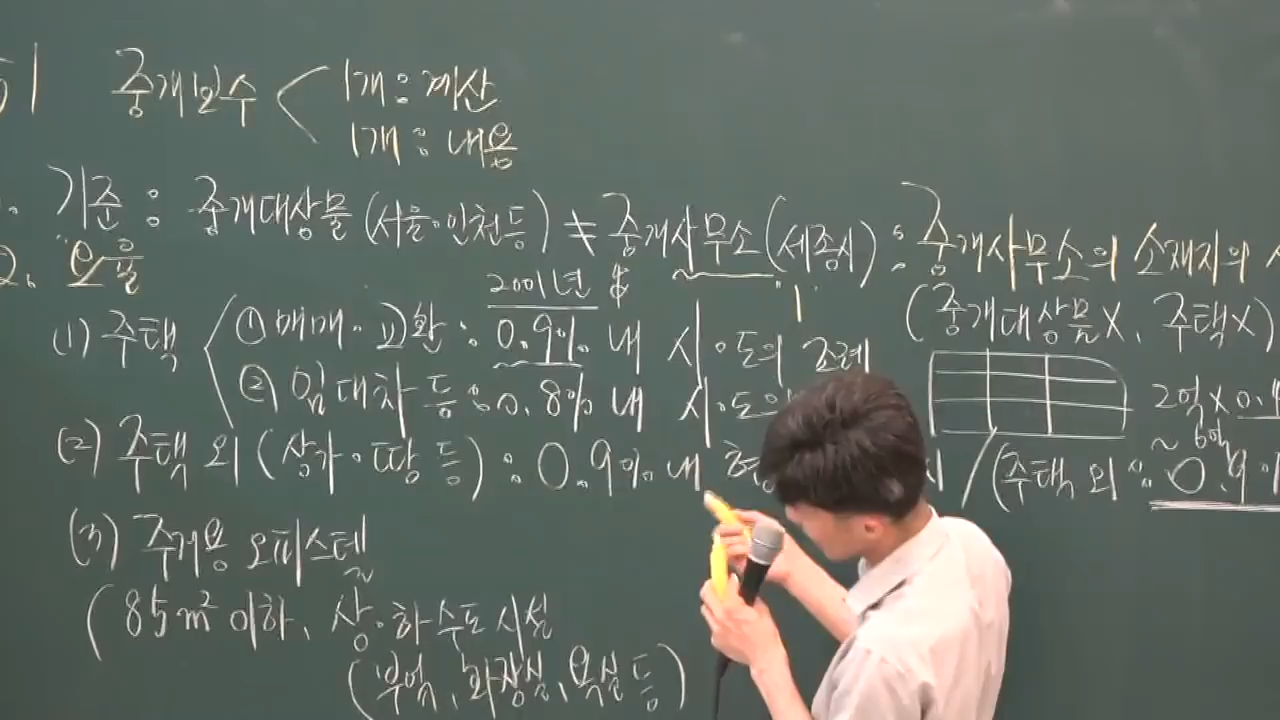 중개보수 < 1개 : 계산
1개 : 내용
기준 : 중개대상물 (서울·인천 등) ≠ 중개사무소 (세종시) : 중개사무소의 소재지의
2. 요율
"1
(중개대상물X, 주택X)
2001년 $
(1) 주택 < ① 매매·교환 : 0.9% 내 시·도의 조례
② 임대차 등 : 0.8% 내 시·도의
2억 X 0.
~ 6억
(2) 주택 외 (상가·땅 등) : 0.9% 내
/ (주택 외 : 0.9
(3) 주거용 오피스텔
(85m² 이하, 상·하수도 시설
(부엌, 화장실, 욕실 등)